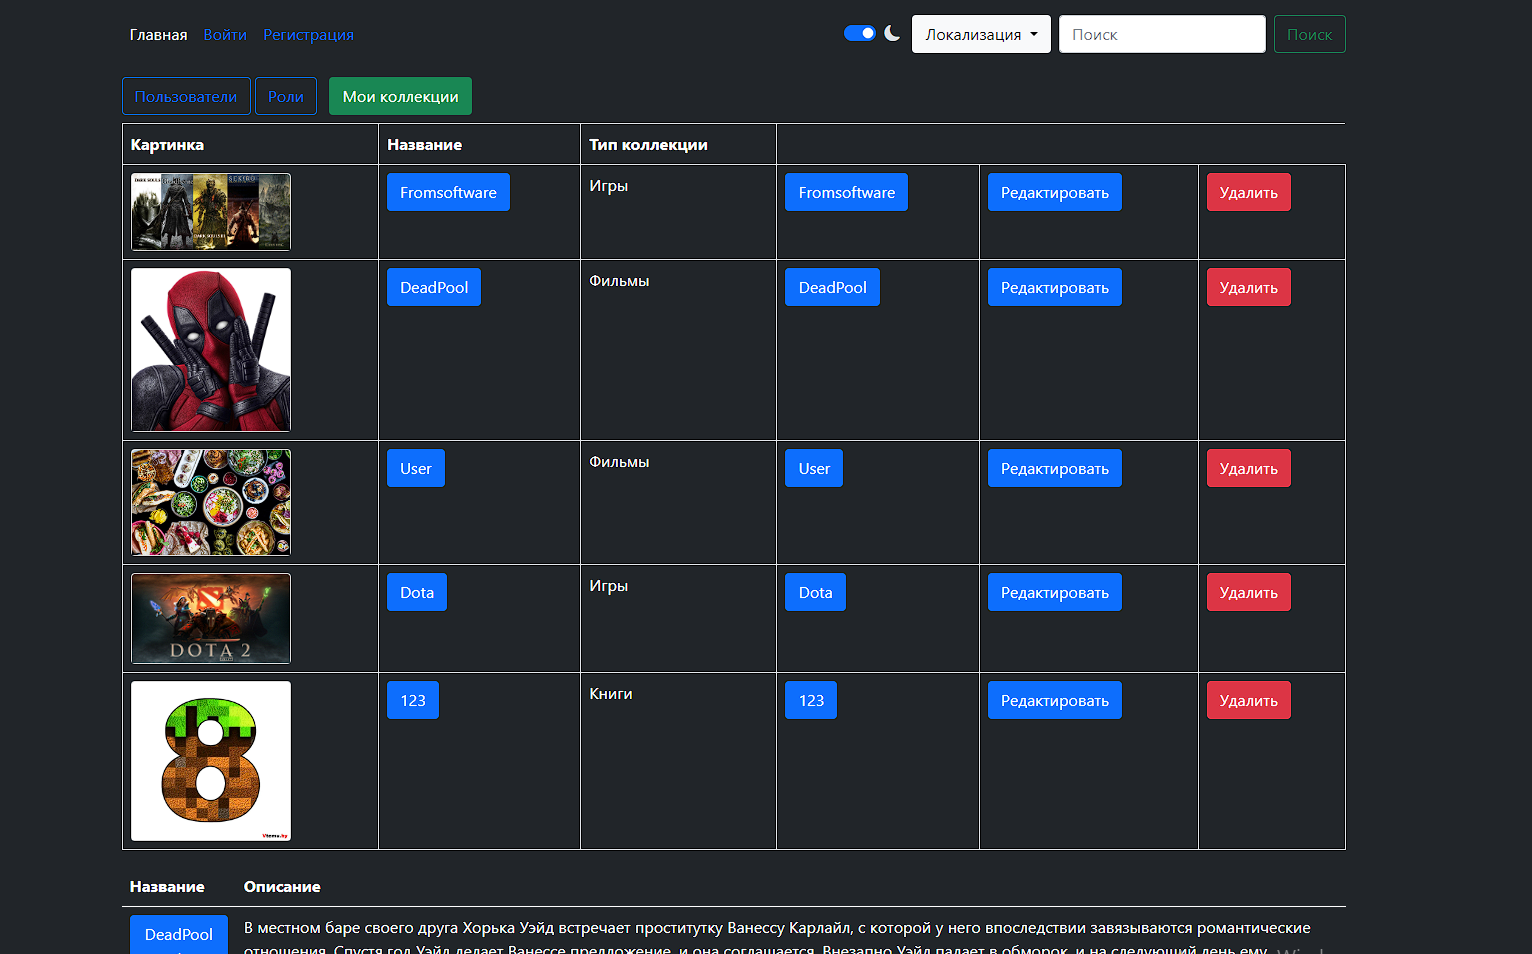 Главная Войти Регистрация Локализация Поиск Поиск
Пользователи Роли Мои коллекции
Картинка Название Тип коллекции
Fromsoftware Игры Fromsoftware Редактировать Удалить
DeadPool Фильмы DeadPool Редактировать Удалить
User Фильмы User Редактировать Удалить
DOTA 2 Dota Игры Dota Редактировать Удалить
123 Книги 123 Редактировать Удалить
Название Описание
DeadPool В местном баре своего друга Хорька Уэйд встречает проститутку Ванессу Карлайл, с которой у него впоследствии завязываются романтические
отношения. Спустя год Уэйд делает Ванессе предложение, и она соглашается. Внезапно Уэйд падает в обморок, и на следующий день ему